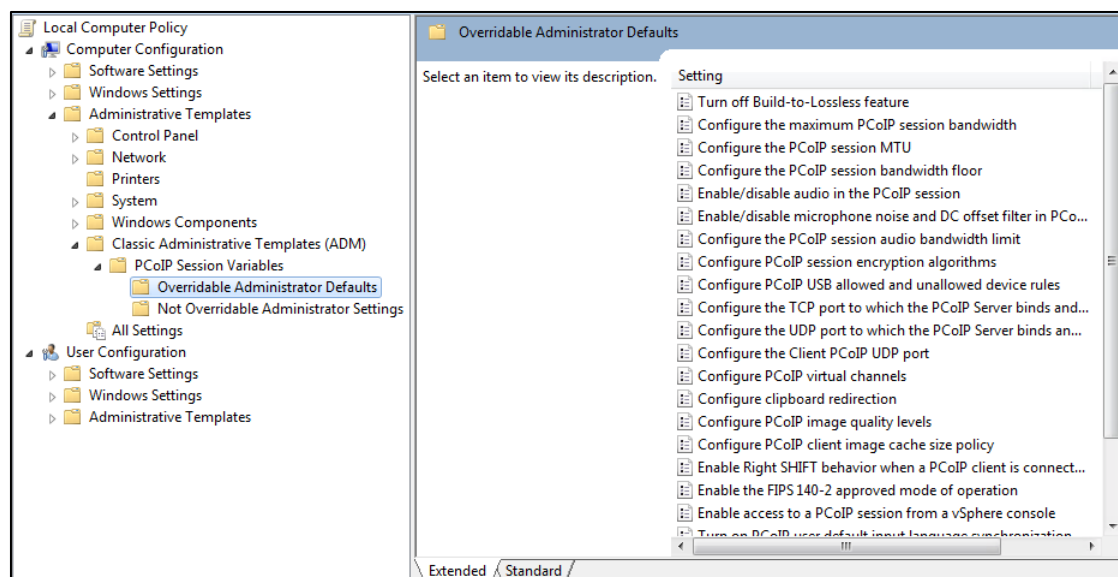 Local Computer Policy
Computer Configuration
Software Settings
Windows Settings
Administrative Templates
Control Panel
Network
Printers
System
Windows Components
Classic Administrative Templates (ADM)
PCoIP Session Variables
Overridable Administrator Defaults
Not Overridable Administrator Settings
All Settings
User Configuration
Software Settings
Windows Settings
Administrative Templates
Overridable Administrator Defaults
Select an item to view its description.
Setting
Turn off Build-to-Lossless feature
Configure the maximum PCoIP session bandwidth
Configure the PCoIP session MTU
Configure the PCoIP session bandwidth floor
Enable/disable audio in the PCoIP session
Enable/disable microphone noise and DC offset filter in PCo...
Configure the PCoIP session audio bandwidth limit
Configure PCoIP session encryption algorithms
Configure PCoIP USB allowed and unallowed device rules
Configure the TCP port to which the PCoIP Server binds and...
Configure the UDP port to which the PCoIP Server binds an...
Configure the Client PCoIP UDP port
Configure PCoIP virtual channels
Configure clipboard redirection
Configure PCoIP image quality levels
Configure PCoIP client image cache size policy
Enable Right SHIFT behavior when a PCoIP client is connect...
Enable the FIPS 140-2 approved mode of operation
Enable access to a PCoIP session from a vSphere console
Turn on PCoIP user default input language synchronization
Extended
Standard